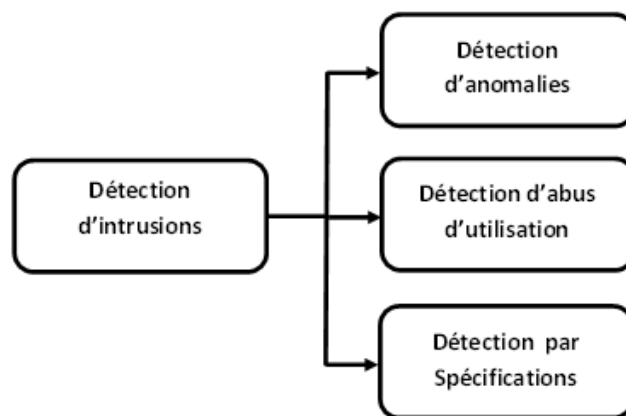 Détection
d'anomalies
Détection
d'intrusions
Détection d'abus
d'utilisation
Détection par
Spécifications